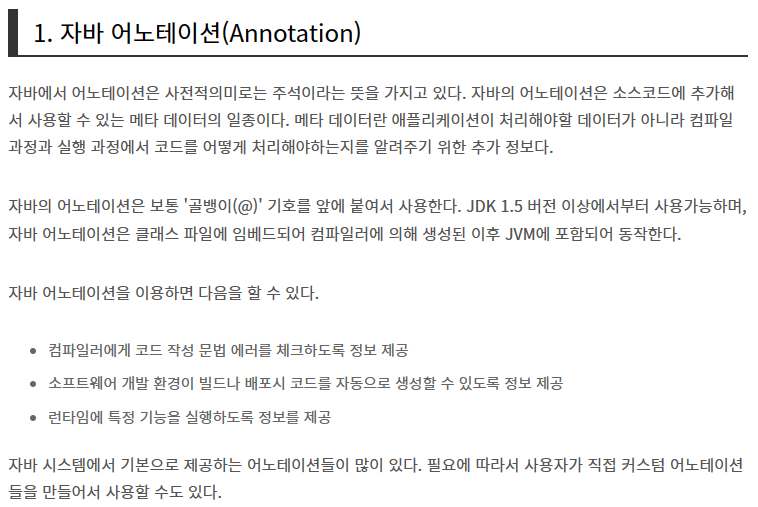 1. 자바 어노테이션(Annotation)
자바에서 어노테이션은 사전적의미로는 주석이라는 뜻을 가지고 있다. 자바의 어노테이션은 소스코드에 추가해
서 사용할 수 있는 메타 데이터의 일종이다. 메타 데이터란 애플리케이션이 처리해야할 데이터가 아니라 컴파일
과정과 실행 과정에서 코드를 어떻게 처리해야하는지를 알려주기 위한 추가 정보다.
자바의 어노테이션은 보통 '골뱅이(@)' 기호를 앞에 붙여서 사용한다. JDK 1.5 버전 이상에서부터 사용가능하며,
자바 어노테이션은 클래스 파일에 임베드되어 컴파일러에 의해 생성된 이후 JVM에 포함되어 동작한다.
자바 어노테이션을 이용하면 다음을 할 수 있다.
• 컴파일러에게 코드 작성 문법 에러를 체크하도록 정보 제공
• 소프트웨어 개발 환경이 빌드나 배포시 코드를 자동으로 생성할 수 있도록 정보 제공
• 런타임에 특정 기능을 실행하도록 정보를 제공
자바 시스템에서 기본으로 제공하는 어노테이션들이 많이 있다. 필요에 따라서 사용자가 직접 커스텀 어노테이션
들을 만들어서 사용할 수도 있다.